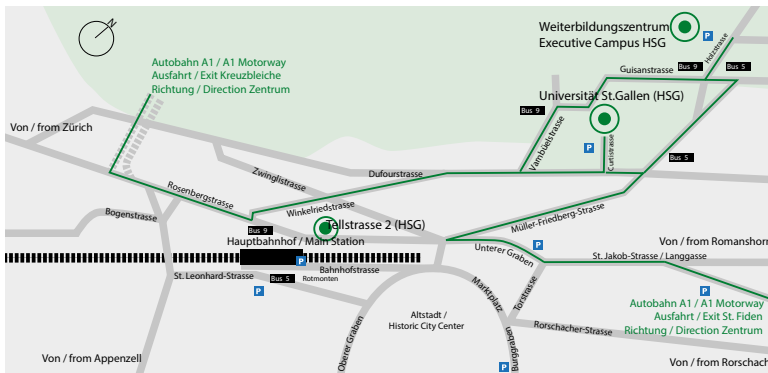 N
Weiterbildungszentrum
Executive Campus HSG
P
Holzstrasse
Autobahn A1 / A1 Motorway
Ausfahrt / Exit Kreuzbleiche
Richtung / Direction Zentrum
Guisanstrasse
Bus 9
Bus 5
Universität St.Gallen (HSG)
Bus 9
Von / from Zürich
Varnbüelstrasse
P
Curtistrasse
Bus 5
Zwinglistrasse
Dufourstrasse
Rosenbergstrasse
Bogenstrasse
Winkelriedstrasse
Müller-Friedberg-Strasse
Bus 9
Tellstrasse 2 (HSG)
Hauptbahnhof / Main Station
P
Unterer Graben
P
Von / from Romanshorn
St. Jakob-Strasse / Langgasse
St. Leonhard-Strasse
Bus 5
Rotmonten
Bahnhofstrasse
P
Marktplatz
Torstrasse
P
Autobahn A1 / A1 Motorway
Ausfahrt / Exit St. Fiden
Richtung / Direction Zentrum
Altstadt /
Historic City Center
Oberer Graben
Burggraben
Rorschacher-Strasse
Von / from Appenzell
P
Von / from Rorschach